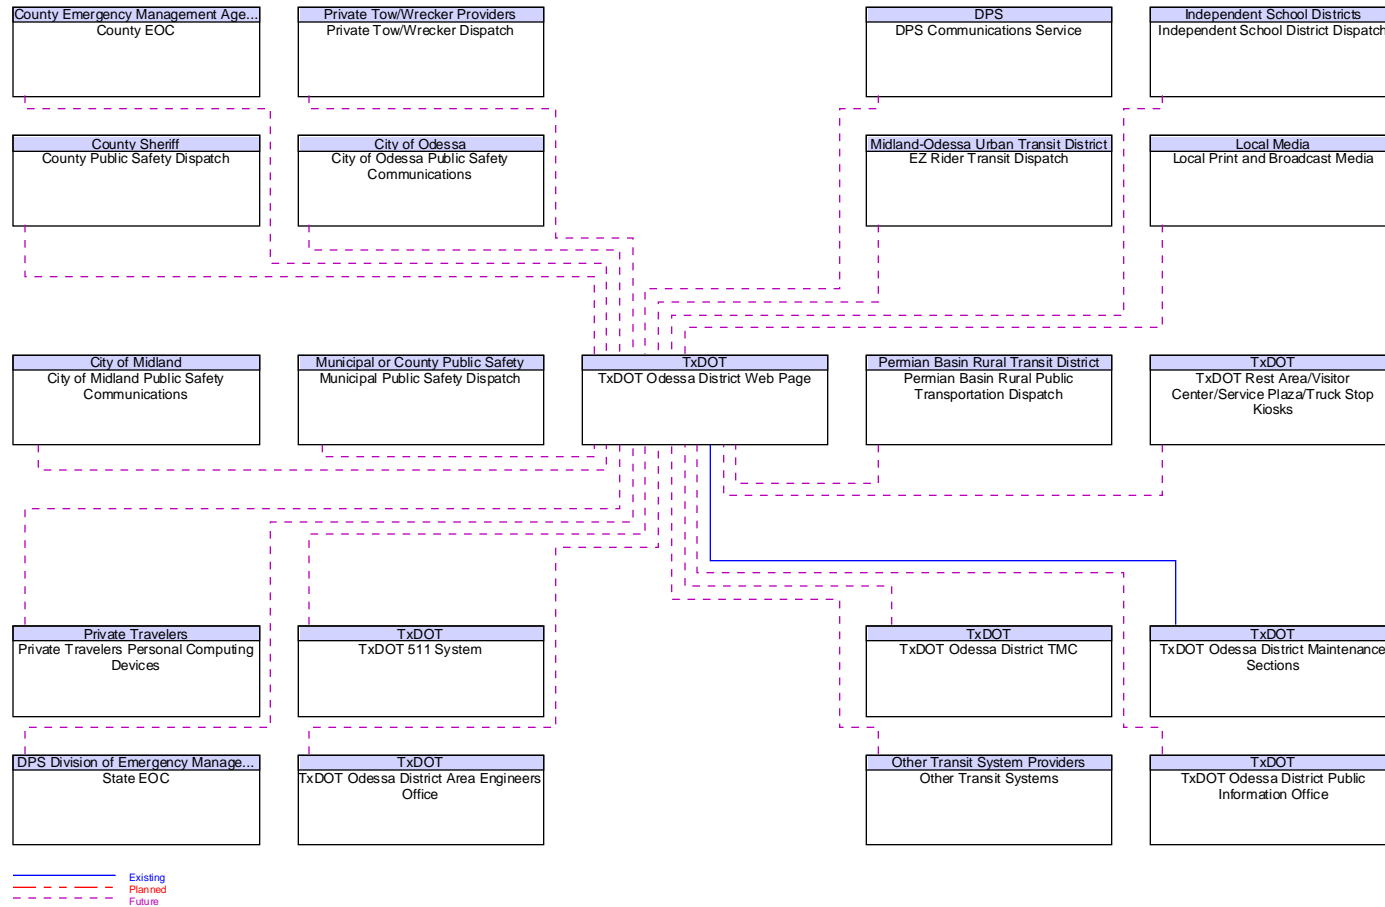 County Emergency Management Age...
County EOC
Private Tow/Wrecker Providers
Private Tow/Wrecker Dispatch
DPS
DPS Communications Service
Independent School Districts
Independent School District Dispatch
County Sheriff
County Public Safety Dispatch
City of Odessa
City of Odessa Public Safety
Communications
Midland-Odessa Urban Transit District
EZ Rider Transit Dispatch
Local Media
Local Print and Broadcast Media
City of Midland
City of Midland Public Safety
Communications
Municipal or County Public Safety
Municipal Public Safety Dispatch
TxDOT
TxDOT Odessa District Web Page
Permian Basin Rural Transit District
Permian Basin Rural Public
Transportation Dispatch
TxDOT
TxDOT Rest Area/Visitor
Center/Service Plaza/Truck Stop
Kiosks
Private Travelers
Private Travelers Personal Computing
Devices
TxDOT
TxDOT 511 System
TxDOT
TxDOT Odessa District TMC
TxDOT
TxDOT Odessa District Maintenance
Sections
DPS Division of Emergency Manage...
State EOC
TxDOT
TxDOT Odessa District Area Engineers
Office
Other Transit System Providers
Other Transit Systems
TxDOT
TxDOT Odessa District Public
Information Office
Existing
Planned
Future